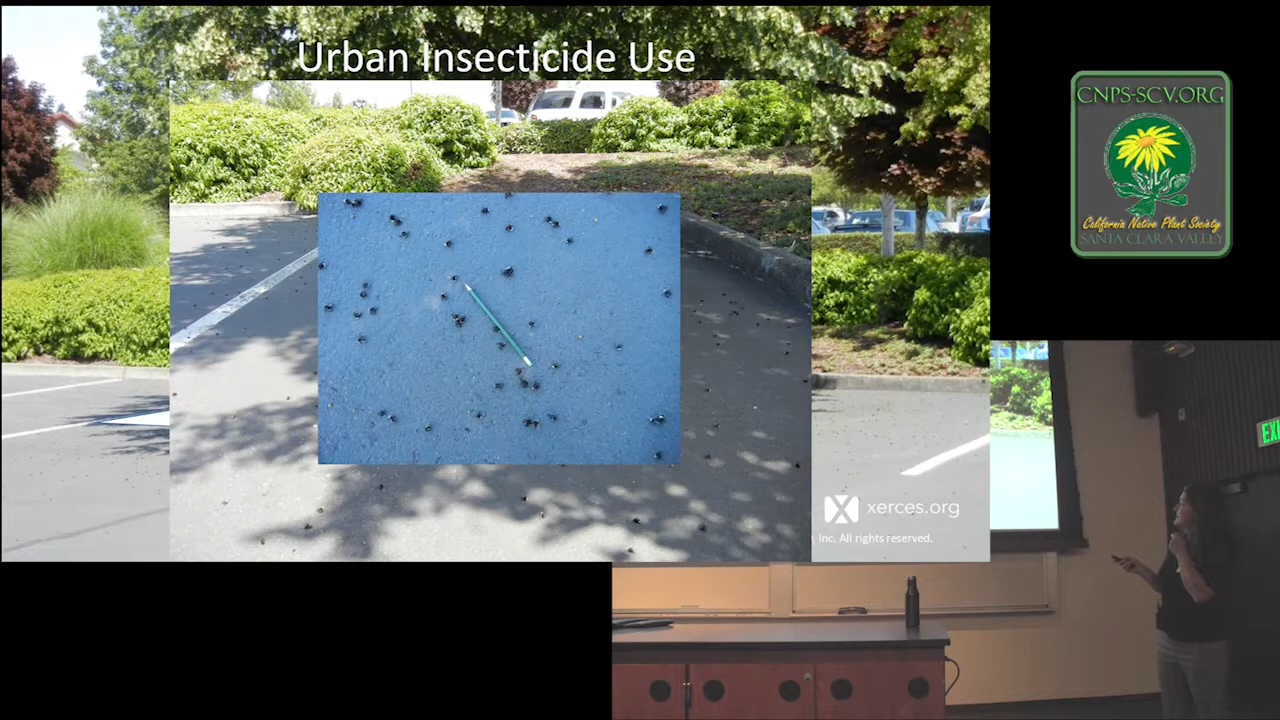 Urban Insecticide Use
CNPS-SCV.ORG
California Native Plant Society
SANTA CLARA VALLEY
xerces.org
Inc. All rights reserved.